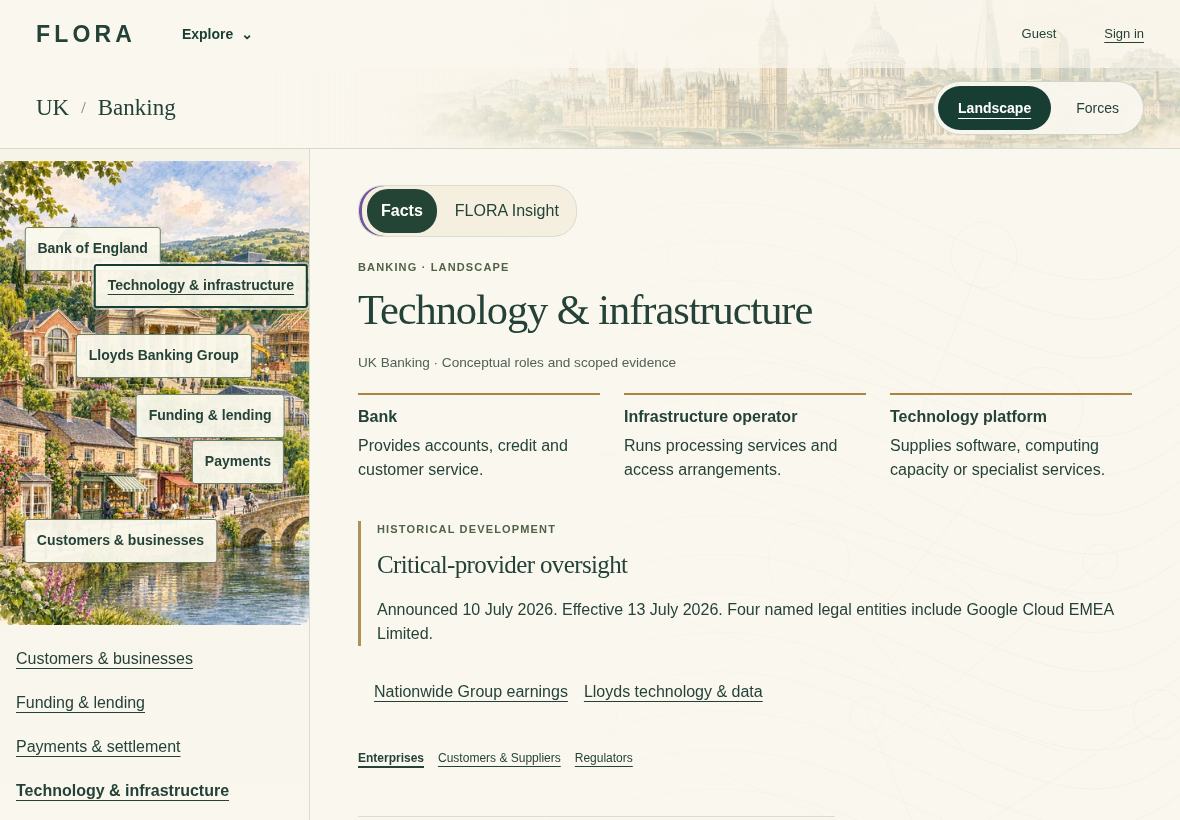 FLORA
Explore
Guest
Sign in
UK / Banking
Landscape
Forces
Bank of England
Technology & infrastructure
Lloyds Banking Group
Funding & lending
Payments
Customers & businesses
Customers & businesses
Funding & lending
Payments & settlement
Technology & infrastructure
Facts
FLORA Insight
BANKING · LANDSCAPE
Technology & infrastructure
UK Banking · Conceptual roles and scoped evidence
Bank
Provides accounts, credit and
customer service.
Infrastructure operator
Runs processing services and
access arrangements.
Technology platform
Supplies software, computing
capacity or specialist services.
HISTORICAL DEVELOPMENT
Critical-provider oversight
Announced 10 July 2026. Effective 13 July 2026. Four named legal entities include Google Cloud EMEA
Limited.
Nationwide Group earnings
Lloyds technology & data
Enterprises
Customers & Suppliers
Regulators